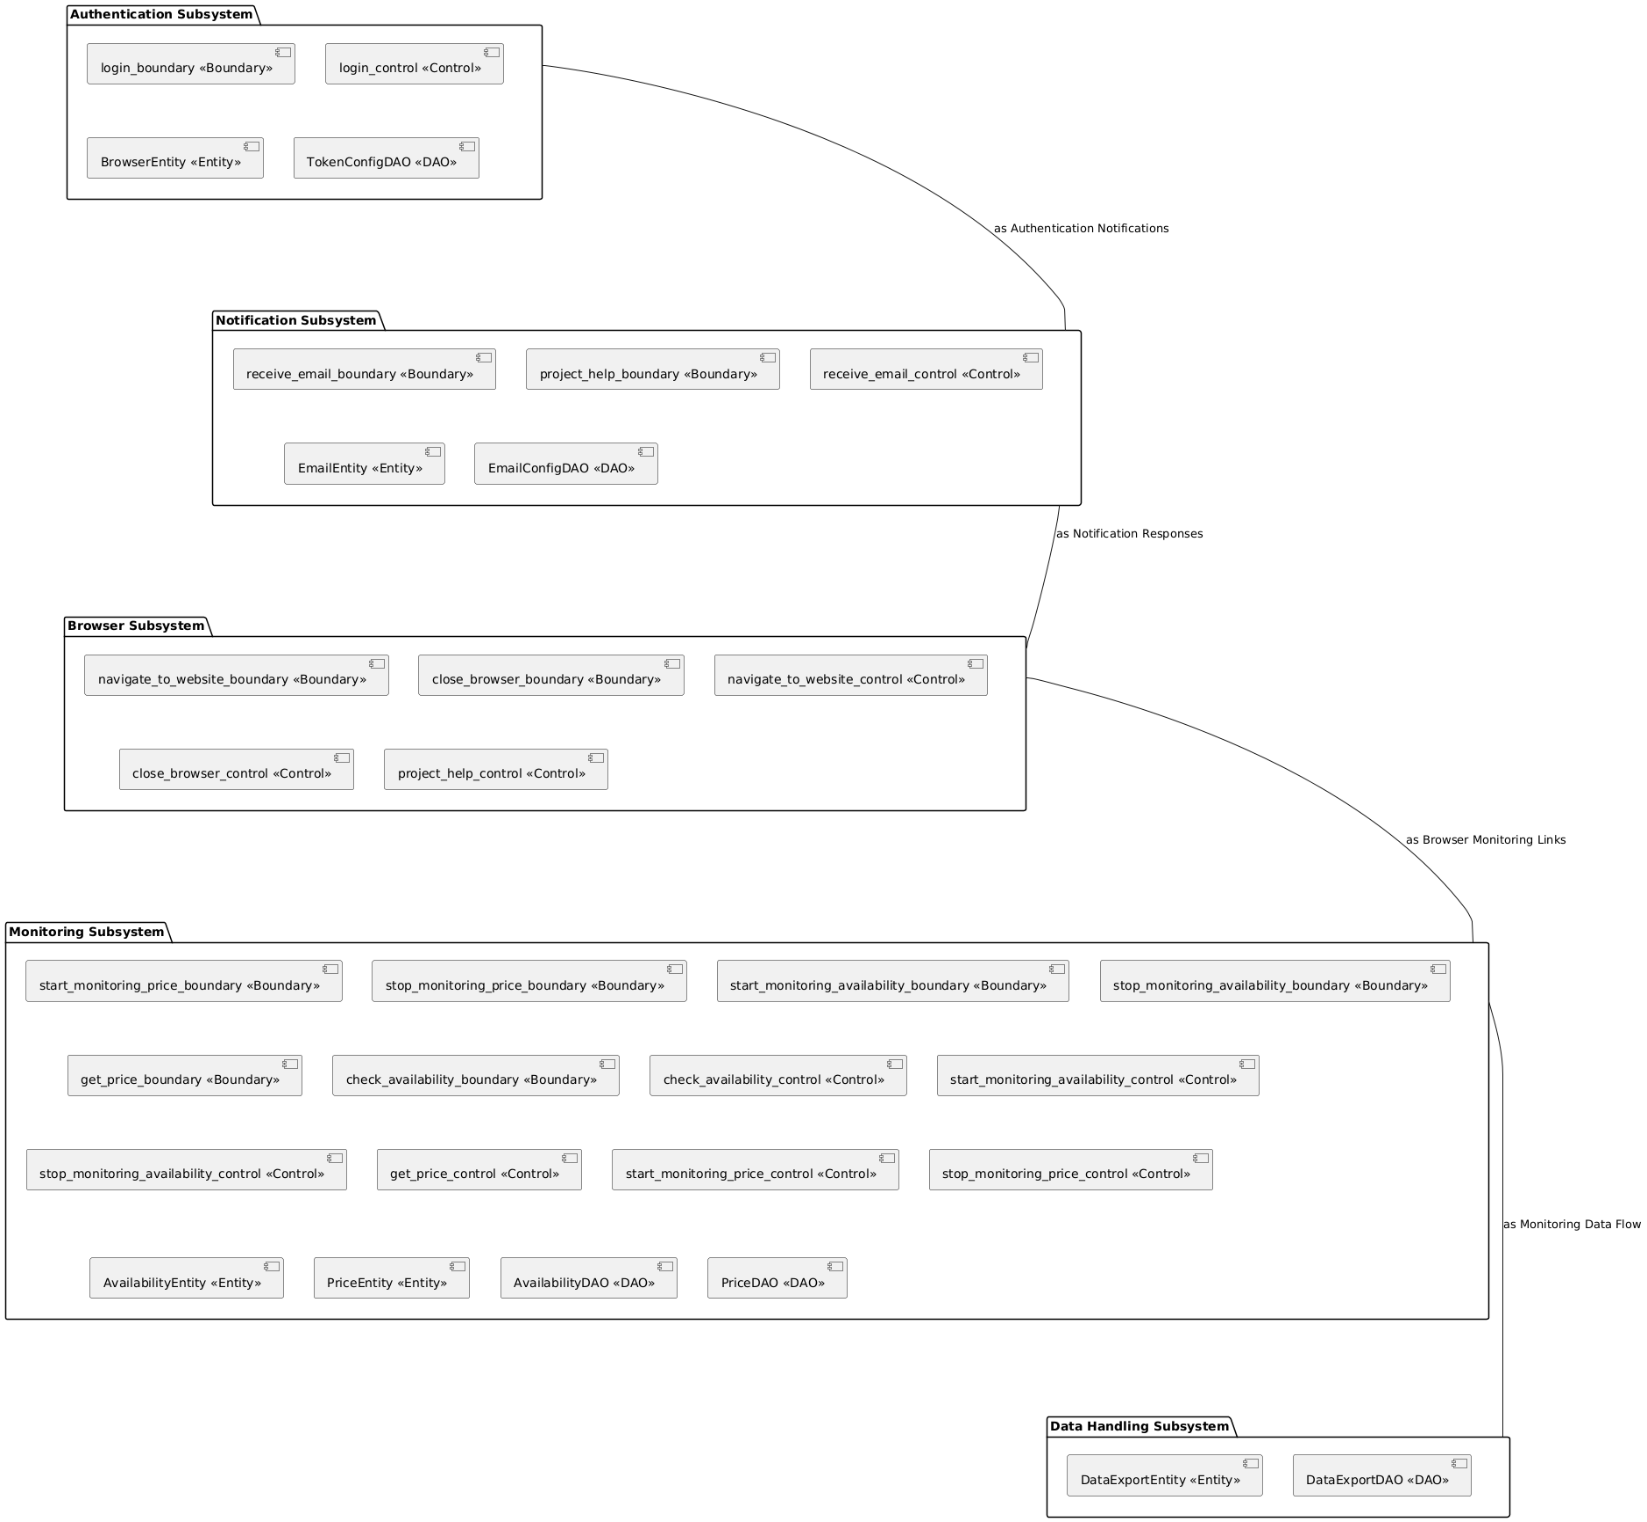 Authentication Subsystem
login_boundary «Boundary»
login_control «Control»
BrowserEntity «Entity»
TokenConfigDAO «DAO»
as Authentication Notifications
Notification Subsystem
receive_email_boundary «Boundary»
project_help_boundary «Boundary»
receive_email_control «Control»
EmailEntity «Entity»
EmailConfigDAO «DAO»
as Notification Responses
Browser Subsystem
navigate_to_website_boundary «Boundary»
close_browser_boundary «Boundary»
navigate_to_website_control «Control»
close_browser_control «Control»
project_help_control «Control»
as Browser Monitoring Links
Monitoring Subsystem
start_monitoring_price_boundary «Boundary»
stop_monitoring_price_boundary «Boundary»
start_monitoring_availability_boundary «Boundary»
stop_monitoring_availability_boundary «Boundary»
get_price_boundary «Boundary»
check_availability_boundary «Boundary»
check_availability_control «Control»
start_monitoring_availability_control «Control»
stop_monitoring_availability_control «Control»
get_price_control «Control»
start_monitoring_price_control «Control»
stop_monitoring_price_control «Control»
as Monitoring Data Flow
AvailabilityEntity «Entity»
PriceEntity «Entity»
AvailabilityDAO «DAO»
PriceDAO «DAO»
Data Handling Subsystem
DataExportEntity «Entity»
DataExportDAO «DAO»